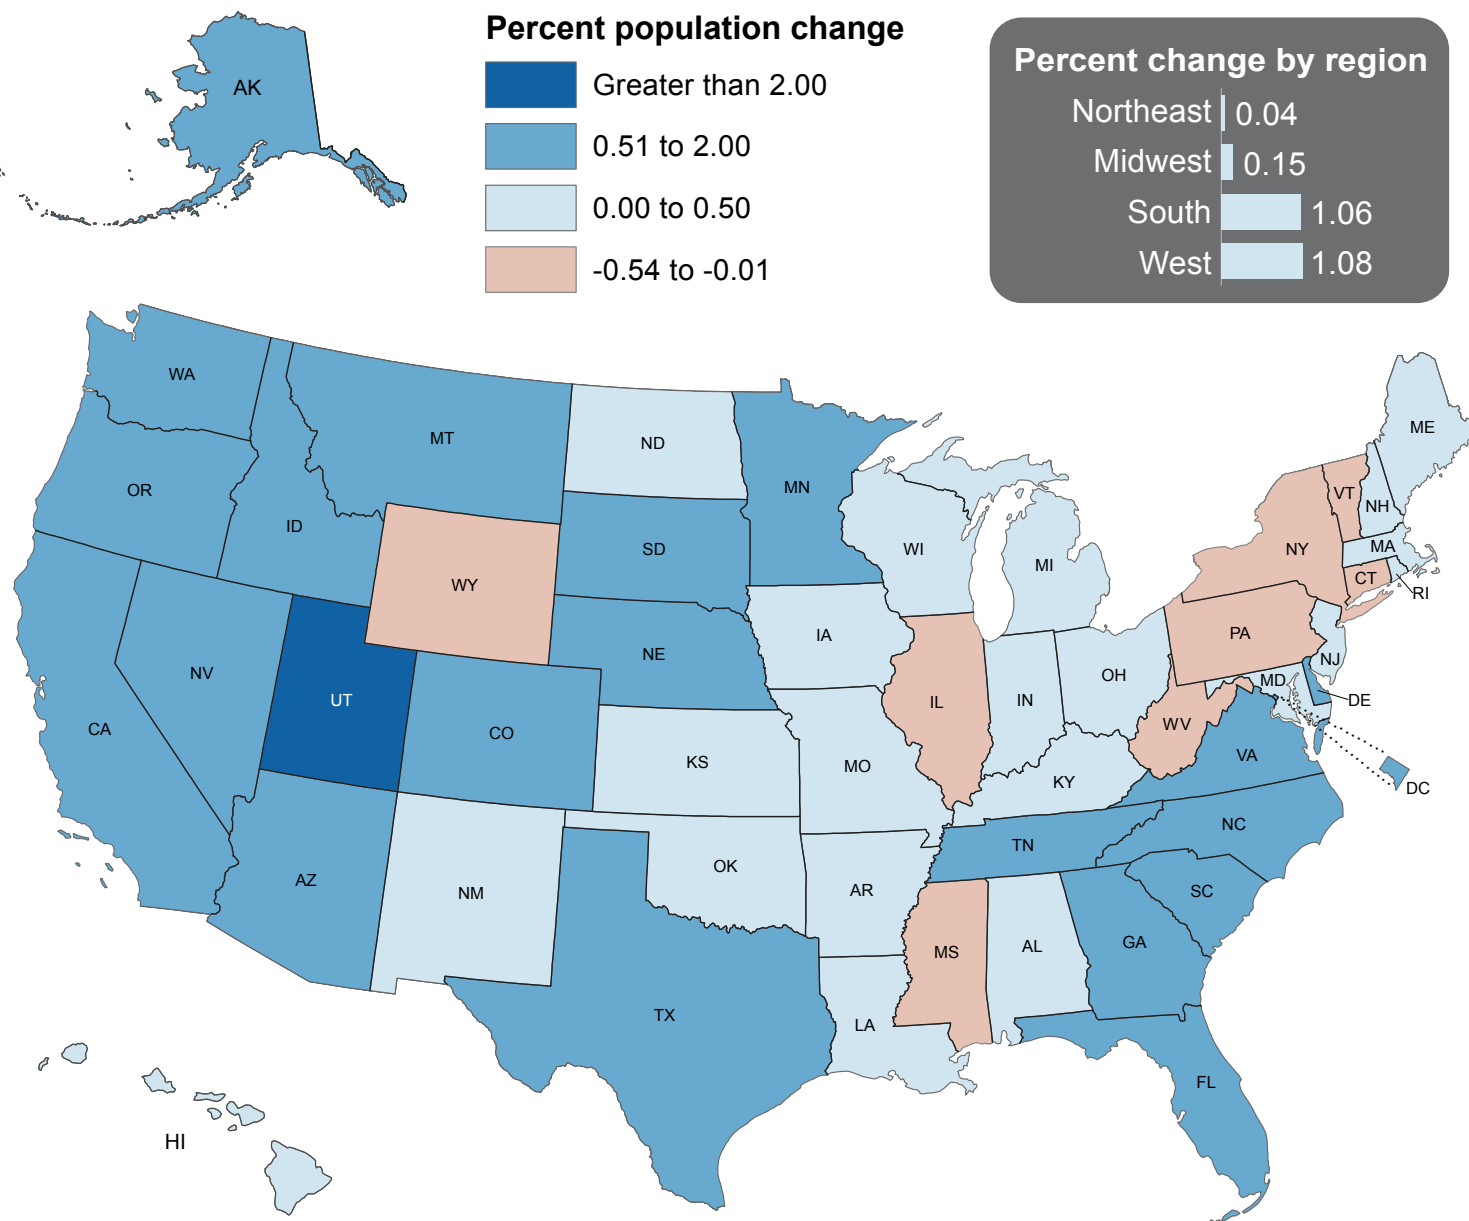 Percent population change
Greater than 2.00
0.51 to 2.00
0.00 to 0.50
-0.54 to -0.01
Percent change by region
Northeast 0.04
Midwest 0.15
South 1.06
West 1.08
AK
WA
MT
ND
MN
ME
OR
ID
SD
WI
MI
VT
NH
NY
MA
CT
RI
WY
IA
NE
PA
NJ
NV
UT
CO
IL
IN
OH
MD
DE
CA
KS
MO
WV
VA
KY
DC
AZ
NM
OK
AR
TN
NC
SC
MS
AL
GA
TX
LA
FL
HI